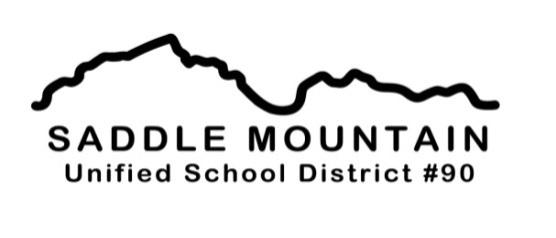 SADDLE MOUNTAIN
Unified School District #90